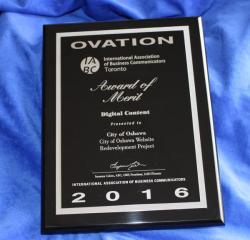 OVATION
IABC
International Association
of Business Communicators
Toronto
Award of
Merit
Digital Content
Presented to
City of Oshawa
City of Oshawa Website
Redevelopment Project
INTERNATIONAL ASSOCIATION OF BUSINESS COMMUNICATORS
2016